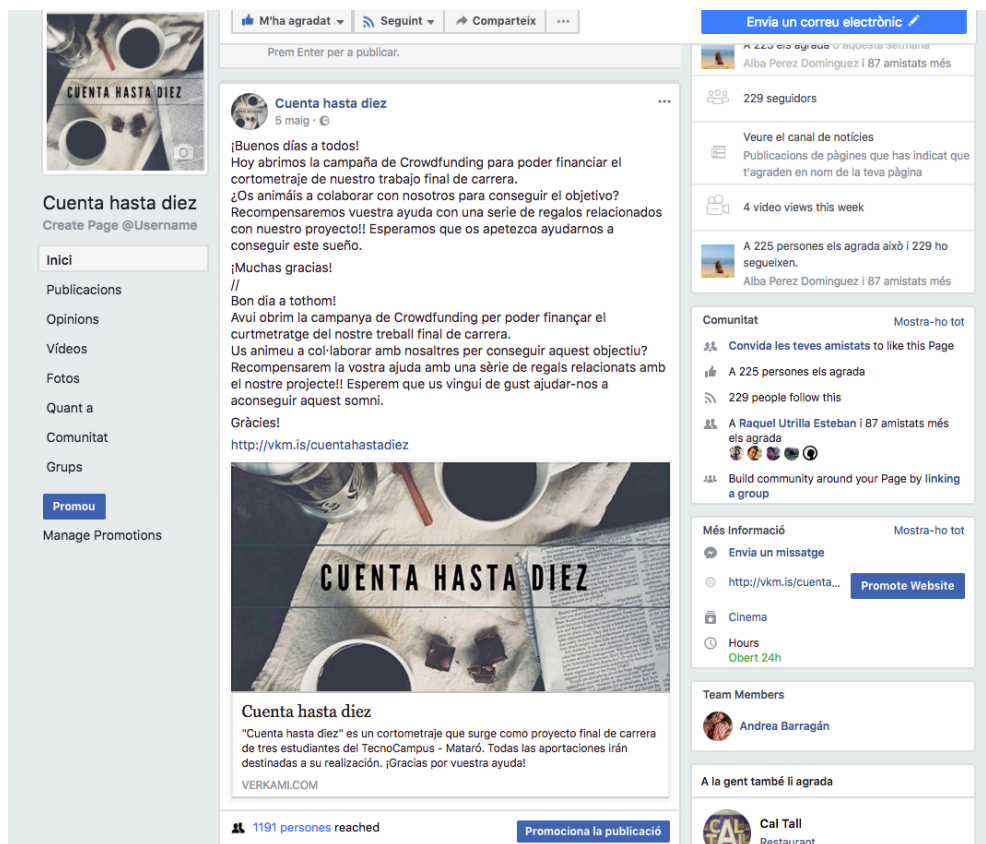 M'ha agradat
Seguint
Comparteix
Envia un correu electrònic
Prem Enter per a publicar.
CUENTA HASTA DIEZ
Cuenta hasta diez
Create Page @Username
Inici
Publicacions
Opinions
Vídeos
Fotos
Quant a
Comunitat
Grups
Promou
Manage Promotions
Cuenta hasta diez
5 maig ·
¡Buenos días a todos!
Hoy abrimos la campaña de Crowdfunding para poder financiar el
cortometraje de nuestro trabajo final de carrera.
¿Os animáis a colaborar con nosotros para conseguir el objetivo?
Recompensaremos vuestra ayuda con una serie de regalos relacionados
con nuestro proyecto!! Esperamos que os apetezca ayudarnos a
conseguir este sueño.
¡Muchas gracias!
//
Bon dia a tothom!
Avui obrim la campanya de Crowdfunding per poder finançar el
curtmetratge del nostre treball final de carrera.
Us animeu a col·laborar amb nosaltres per conseguir aquest objectiu?
Recompensarem la vostra ajuda amb una sèrie de regals relacionats amb
el nostre projecte!! Esperem que us vingui de gust ajudar-nos a
aconseguir aquest somni.
Gràcies!
http://vkm.is/cuentahastadiez
CUENTA HASTA DIEZ
Cuenta hasta diez
"Cuenta hasta diez" es un cortometraje que surge como proyecto final de carrera
de tres estudiantes del TecnoCampus - Mataró. Todas las aportaciones irán
destinadas a su realización. ¡Gracias por vuestra ayuda!
VERKAMI.COM
1191 persones reached
Promociona la publicació
A 225 els agrada 0 aquesta setmana
Alba Perez Dominguez i 87 amistats més
229 seguidors
Veure el canal de notícies
Publicacions de pàgines que has indicat que
t'agraden en nom de la teva pàgina
4 video views this week
A 225 persones els agrada això i 229 ho
segueixen.
Alba Perez Dominguez i 87 amistats més
Comunitat
Mostra-ho tot
Convida les teves amistats to like this Page
A 225 persones els agrada
229 people follow this
A Raquel Utrilla Esteban i 87 amistats més
els agrada
Build community around your Page by linking
a group
Més Informació
Mostra-ho tot
Envia un missatge
http://vkm.is/cuenta...
Promote Website
Cinema
Hours
Obert 24h
Team Members
Andrea Barragán
A la gent també li agrada
CAL
TALL
Cal Tall
Restaurant